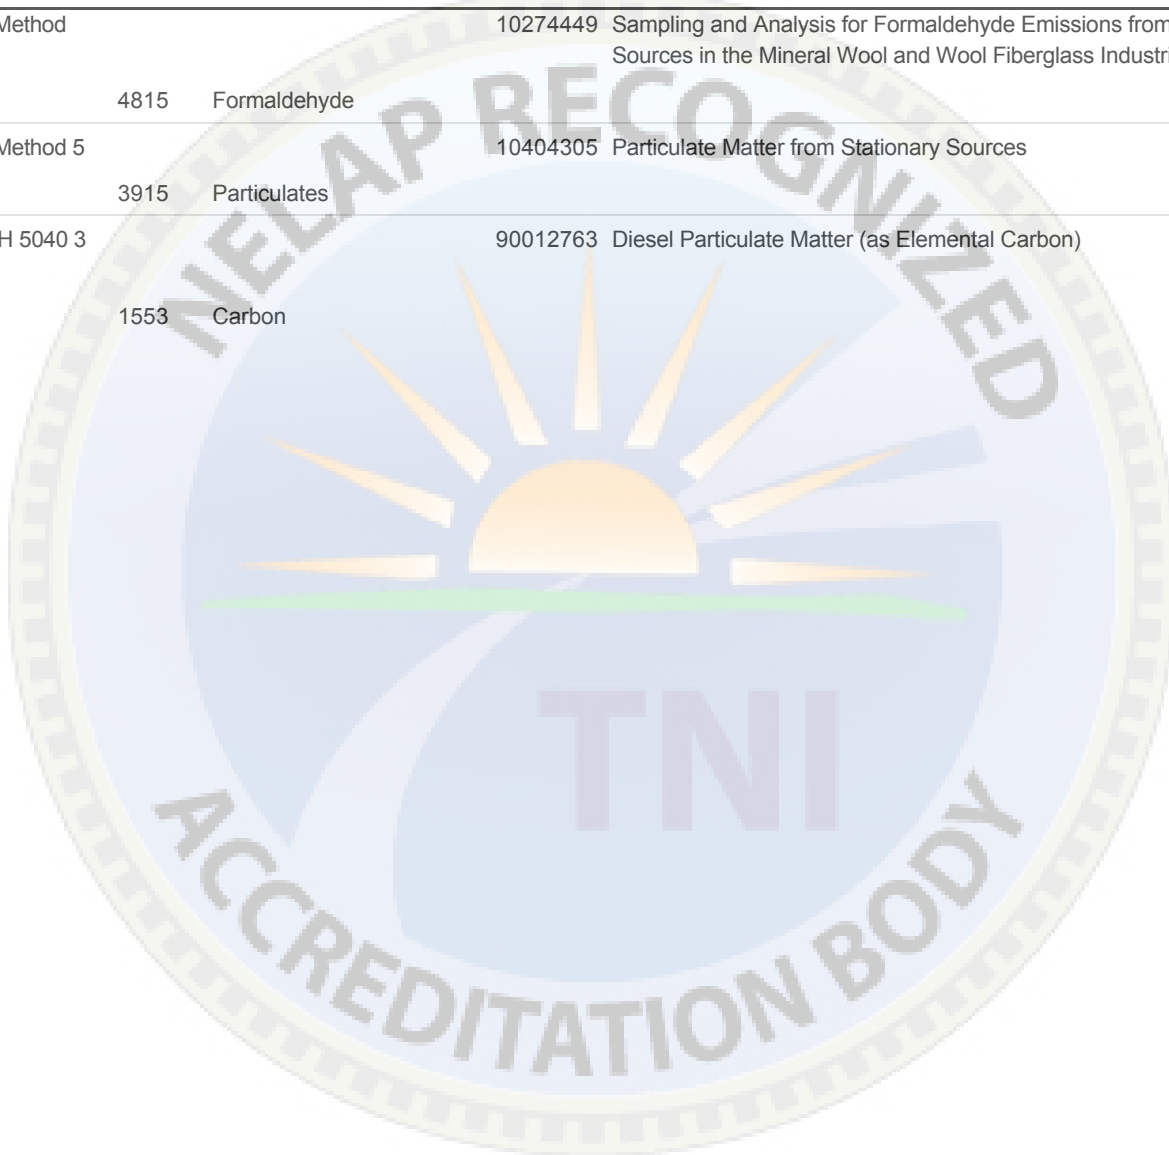 Method 10274449 Sampling and Analysis for Formaldehyde Emissions from
Sources in the Mineral Wool and Wool Fiberglass Industri
4815 Formaldehyde
Method 5 10404305 Particulate Matter from Stationary Sources
3915 Particulates
H 5040 3 90012763 Diesel Particulate Matter (as Elemental Carbon)
1553 Carbon
NELAP RECOGNIZED
TNI
ACCREDITATION BODY